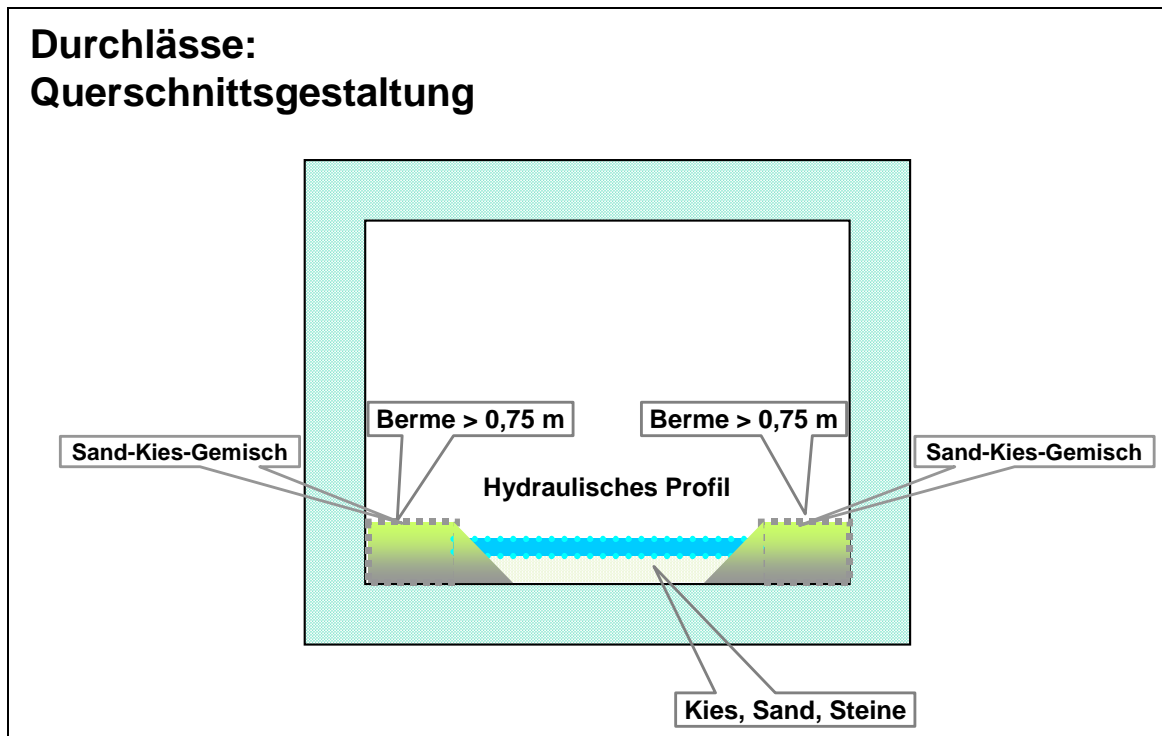 Durchlässe:
Querschnittsgestaltung
Berme > 0,75 m
Berme > 0,75 m
Sand-Kies-Gemisch
Sand-Kies-Gemisch
Hydraulisches Profil
Kies, Sand, Steine